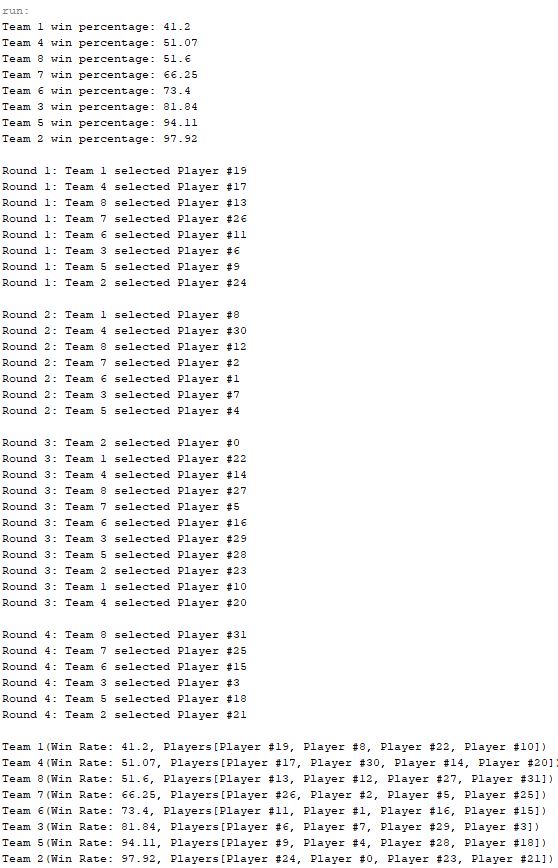 run:
Team 1 win percentage: 41.2
Team 4 win percentage: 51.07
Team 8 win percentage: 51.6
Team 7 win percentage: 66.25
Team 6 win percentage: 73.4
Team 3 win percentage: 81.84
Team 5 win percentage: 94.11
Team 2 win percentage: 97.92
Round 1: Team 1 selected Player #19
Round 1: Team 4 selected Player #17
Round 1: Team 8 selected Player #13
Round 1: Team 7 selected Player #26
Round 1: Team 6 selected Player #11
Round 1: Team 3 selected Player #6
Round 1: Team 5 selected Player #9
Round 1: Team 2 selected Player #24
Round 2: Team 1 selected Player #8
Round 2: Team 4 selected Player #30
Round 2: Team 8 selected Player #12
Round 2: Team 7 selected Player #2
Round 2: Team 6 selected Player #1
Round 2: Team 3 selected Player #7
Round 2: Team 5 selected Player #4
Round 3: Team 2 selected Player #0
Round 3: Team 1 selected Player #22
Round 3: Team 4 selected Player #14
Round 3: Team 8 selected Player #27
Round 3: Team 7 selected Player #5
Round 3: Team 6 selected Player #16
Round 3: Team 3 selected Player #29
Round 3: Team 5 selected Player #28
Round 3: Team 2 selected Player #23
Round 3: Team 1 selected Player #10
Round 3: Team 4 selected Player #20
Round 4: Team 8 selected Player #31
Round 4: Team 7 selected Player #25
Round 4: Team 6 selected Player #15
Round 4: Team 3 selected Player #3
Round 4: Team 5 selected Player #18
Round 4: Team 2 selected Player #21
Team 1(Win Rate: 41.2, Players[Player #19, Player #8, Player #22, Player #10])
Team 4(Win Rate: 51.07, Players[Player #17, Player #30, Player #14, Player #20])
Team 8(Win Rate: 51.6, Players[Player #13, Player #12, Player #27, Player #31])
Team 7(Win Rate: 66.25, Players[Player #26, Player #2, Player #5, Player #25])
Team 6(Win Rate: 73.4, Players[Player #11, Player #1, Player #16, Player #15])
Team 3(Win Rate: 81.84, Players[Player #6, Player #7, Player #29, Player #3])
Team 5(Win Rate: 94.11, Players[Player #9, Player #4, Player #28, Player #18])
Team 2(Win Rate: 97.92, Players[Player #24, Player #0, Player #23, Player #21])